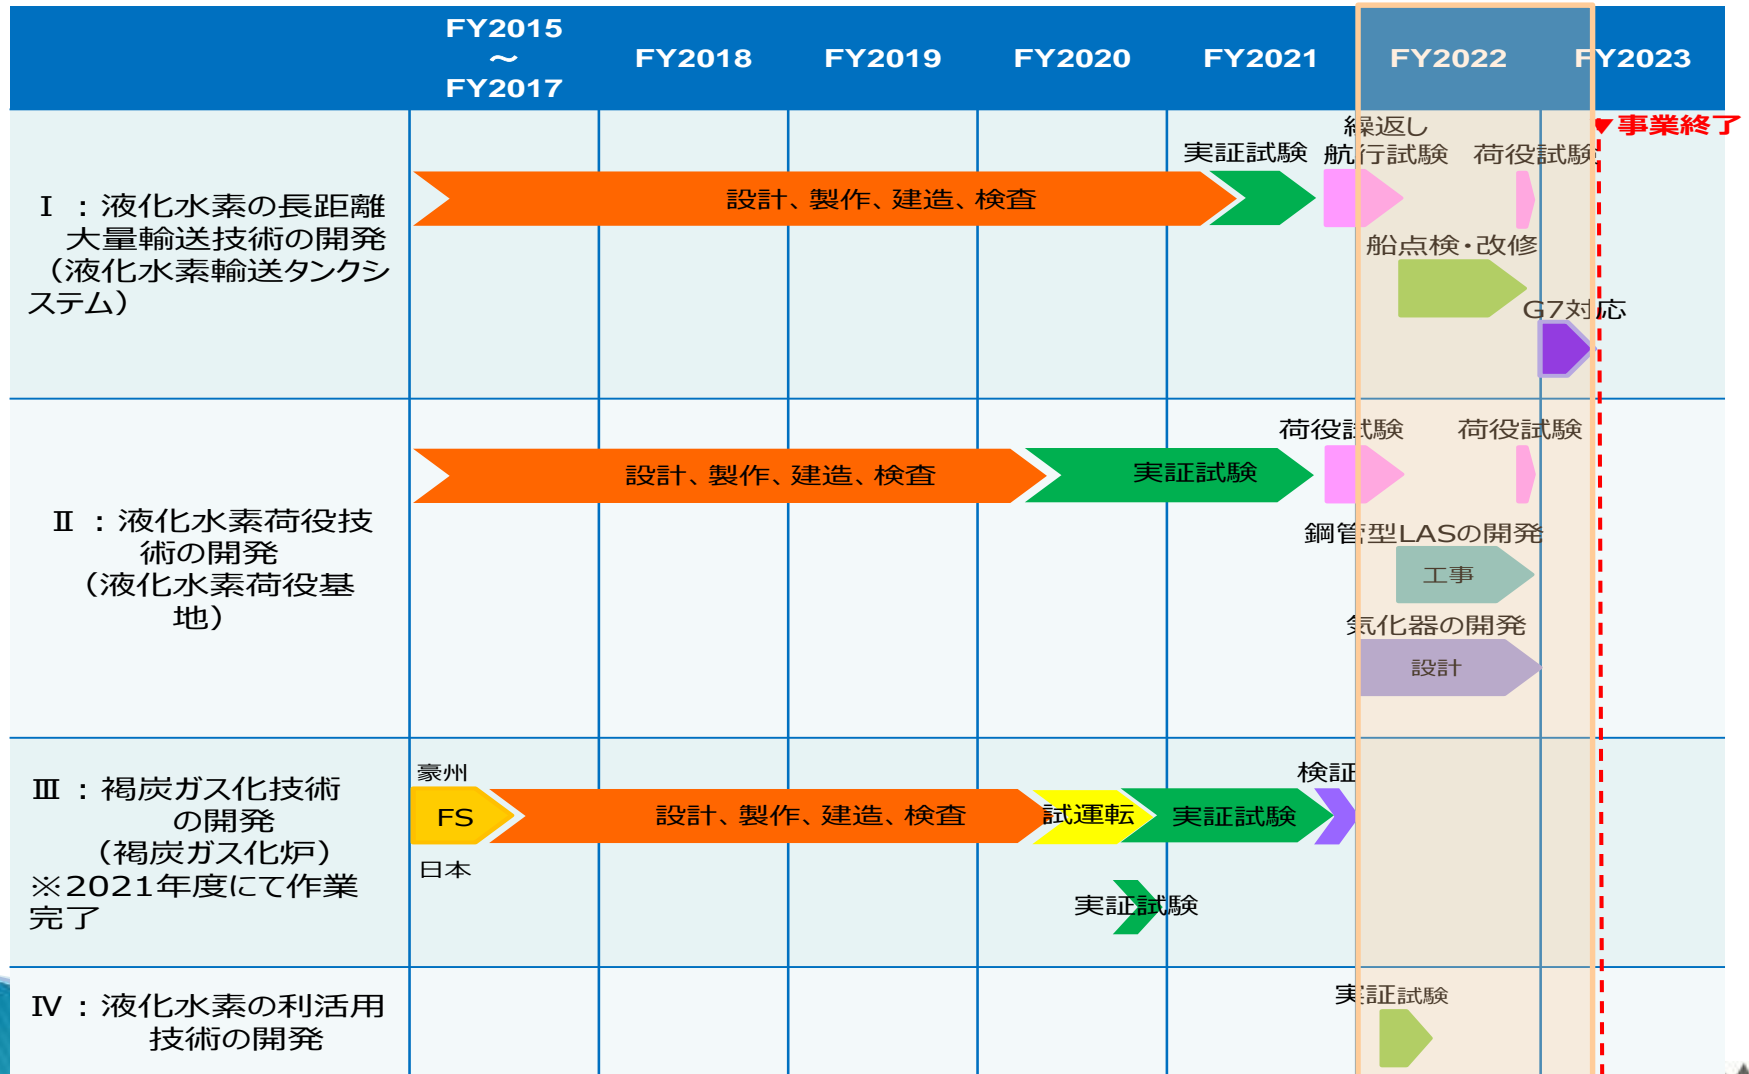 FY2015
～
FY2017
FY2018
FY2019
FY2020
FY2021
FY2022
FY2023
▼事業終了
Ⅰ：液化水素の長距離
大量輸送技術の開発
（液化水素輸送タンクシ
ステム）
設計、製作、建造、検査
実証試験
繰返し
航行試験
荷役試験
船点検・改修
G7対応
Ⅱ：液化水素荷役技
術の開発
（液化水素荷役基
地）
設計、製作、建造、検査
実証試験
荷役試験
荷役試験
鋼管型LASの開発
工事
気化器の開発
設計
Ⅲ：褐炭ガス化技術
の開発
（褐炭ガス化炉）
※2021年度にて作業
完了
豪州
FS
日本
設計、製作、建造、検査
試運転
実証試験
検証
実証試験
Ⅳ：液化水素の利活用
技術の開発
実証試験